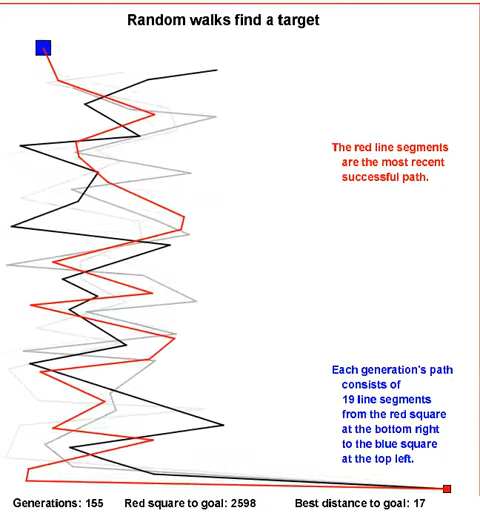 Random walks find a target
The red line segments
are the most recent
successful path.
Each generation's path
consists of
19 line segments
from the red square
at the bottom right
to the blue square
at the top left.
Generations: 155 Red square to goal: 2598 Best distance to goal: 17